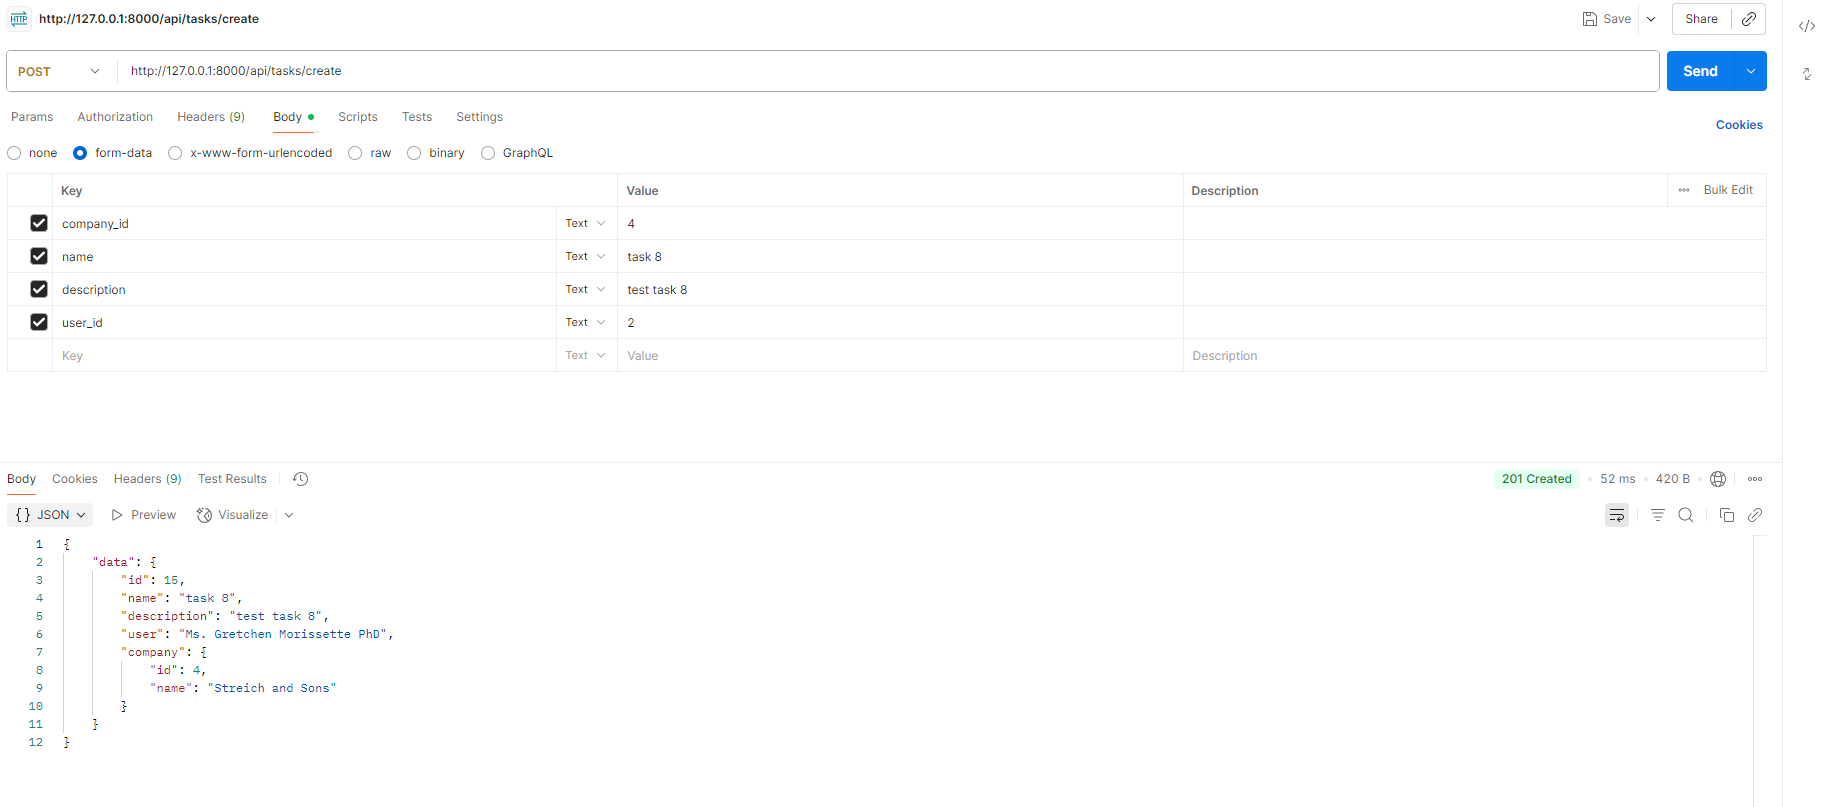 HTTP http://127.0.0.1:8000/api/tasks/create Save Share
POST http://127.0.0.1:8000/api/tasks/create Send
Params Authorization Headers (9) Body Scripts Tests Settings Cookies
none form-data x-www-form-urlencoded raw binary GraphQL
Key Value Description Bulk Edit
company_id Text 4
name Text task 8
description Text test task 8
user_id Text 2
Key Text Value Description
Body Cookies Headers (9) Test Results 201 Created 52 ms 420 B
{} JSON Preview Visualize
1 {
2 "data": {
3 "id": 15,
4 "name": "task 8",
5 "description": "test task 8",
6 "user": "Ms. Gretchen Morissette PhD",
7 "company": {
8 "id": 4,
9 "name": "Streich and Sons"
10 }
11 }
12 }